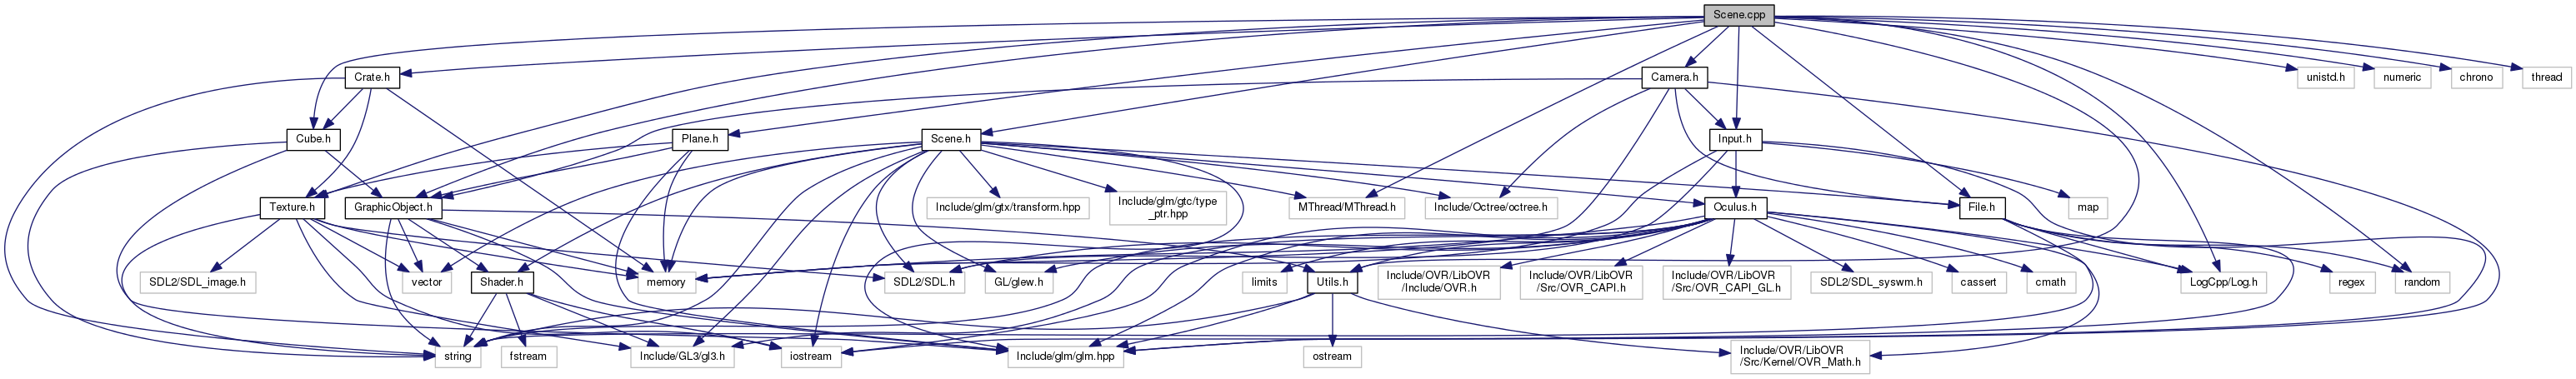 Scene.cpp
Crate.h
Camera.h
unistd.h
numeric
chrono
thread
Cube.h
Plane.h
Scene.h
Input.h
Texture.h
GraphicObject.h
Include/glm/gtx/transform.hpp
Include/glm/gtc/type
_ptr.hpp
MThread/MThread.h
Include/Octree/octree.h
Oculus.h
File.h
map
SDL2/SDL_image.h
vector
Shader.h
memory
SDL2/SDL.h
GL/glew.h
limits
Utils.h
Include/OVR/LibOVR
/Include/OVR.h
Include/OVR/LibOVR
/Src/OVR_CAPI.h
Include/OVR/LibOVR
/Src/OVR_CAPI_GL.h
SDL2/SDL_syswm.h
cassert
cmath
LogCpp/Log.h
regex
random
string
fstream
Include/GL3/gl3.h
iostream
Include/glm/glm.hpp
ostream
Include/OVR/LibOVR
/Src/Kernel/OVR_Math.h